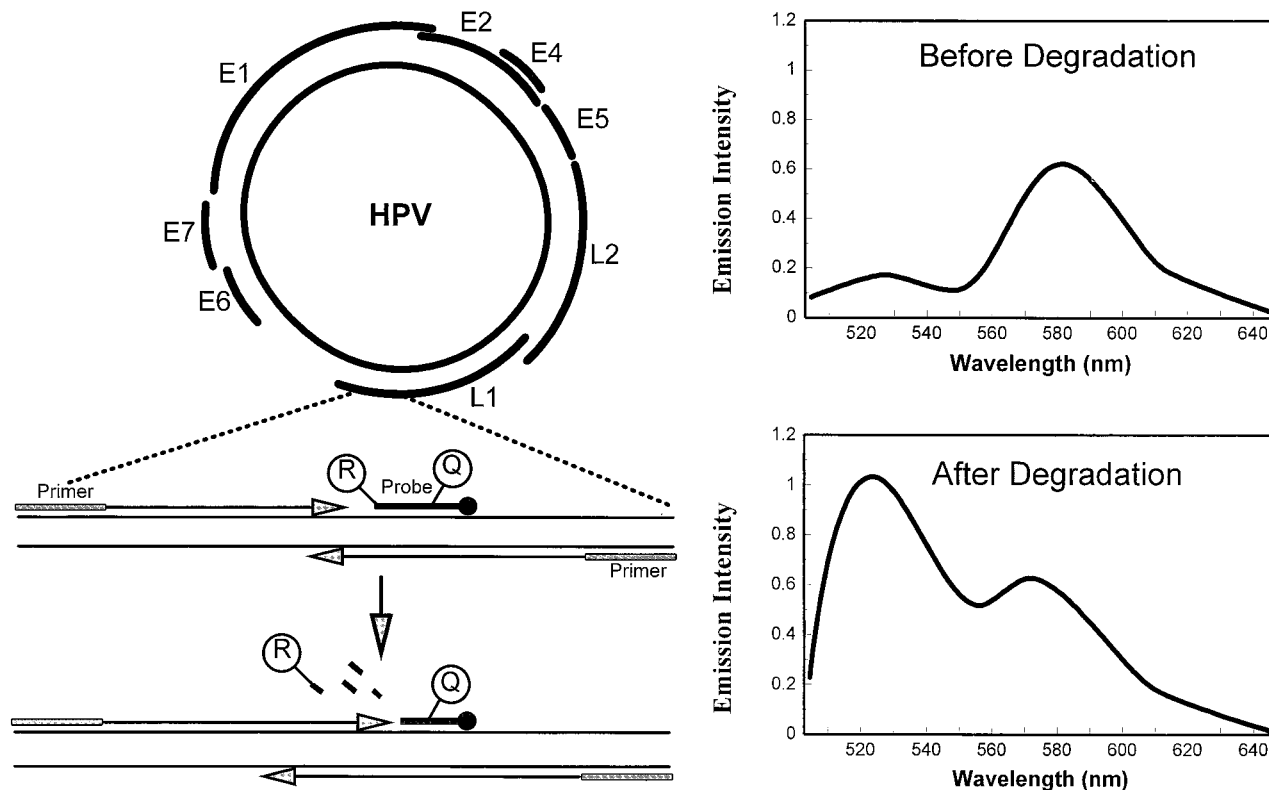 E1
E2
E4
E5
HPV
E7
L2
E6
L1
R
Q
Primer
Probe
Primer
R
Q
1.2
Before Degradation
1
0.8
0.6
0.4
0.2
0
Emission Intensity
520 540 560 580 600 620 640
Wavelength (nm)
1.2
After Degradation
1
0.8
0.6
0.4
0.2
0
Emission Intensity
520 540 560 580 600 620 640
Wavelength (nm)